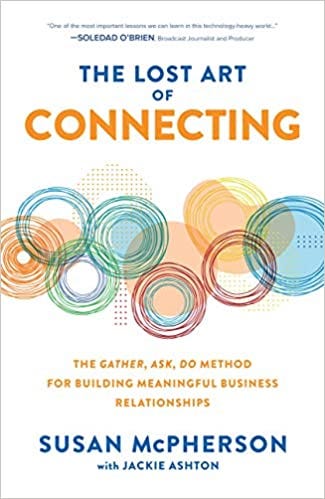 "One of the most important lessons we can learn in this technology-heavy world..."
—SOLEDAD O'BRIEN, Broadcast Journalist and Producer
THE LOST ART
OF
CONNECTING
THE GATHER, ASK, DO METHOD
FOR BUILDING MEANINGFUL BUSINESS
RELATIONSHIPS
SUSAN McPHERSON
with JACKIE ASHTON